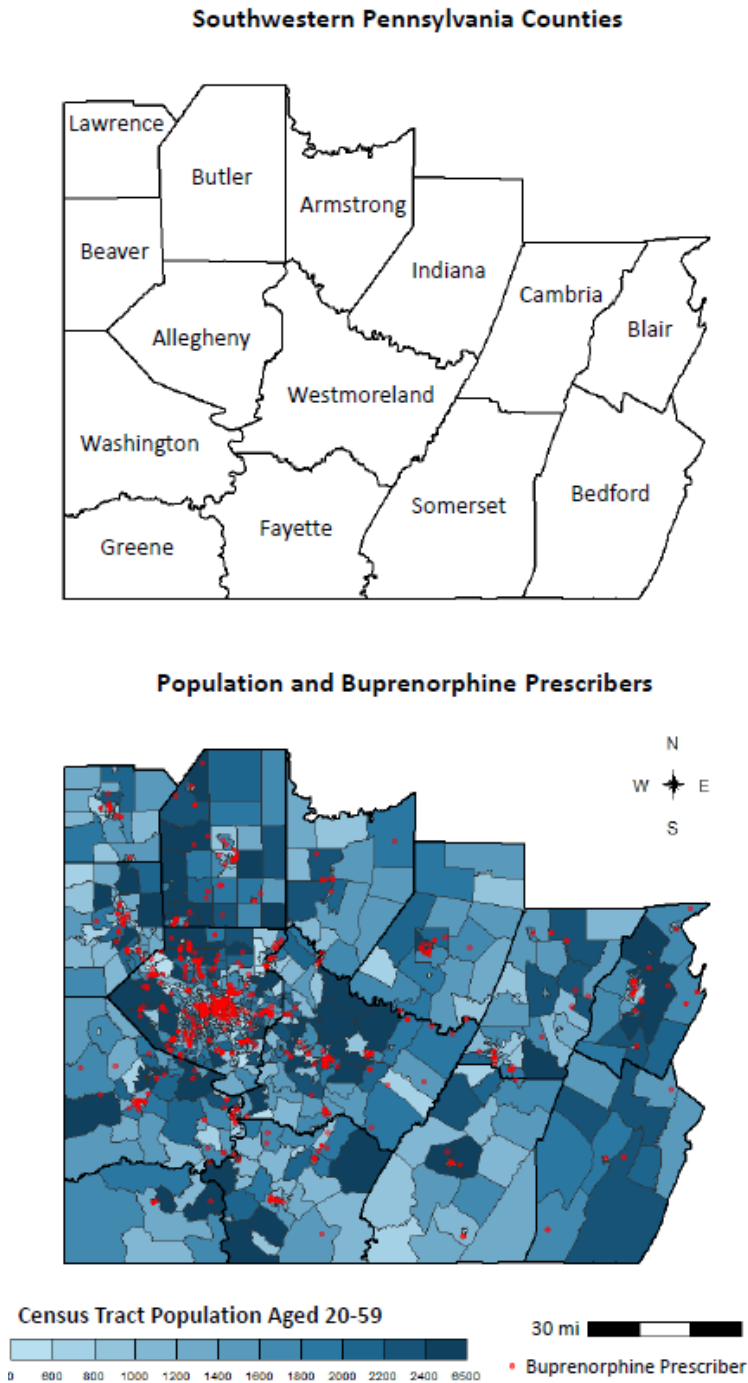 Southwestern Pennsylvania Counties
Lawrence
Butler
Armstrong
Beaver
Indiana
Cambria
Blair
Allegheny
Westmoreland
Washington
Bedford
Somerset
Fayette
Greene
Population and Buprenorphine Prescribers
N
W E
S
Census Tract Population Aged 20-59
0 600 800 1000 1200 1400 1600 1800 2000 2200 2400 6500
30 mi
Buprenorphine Prescriber